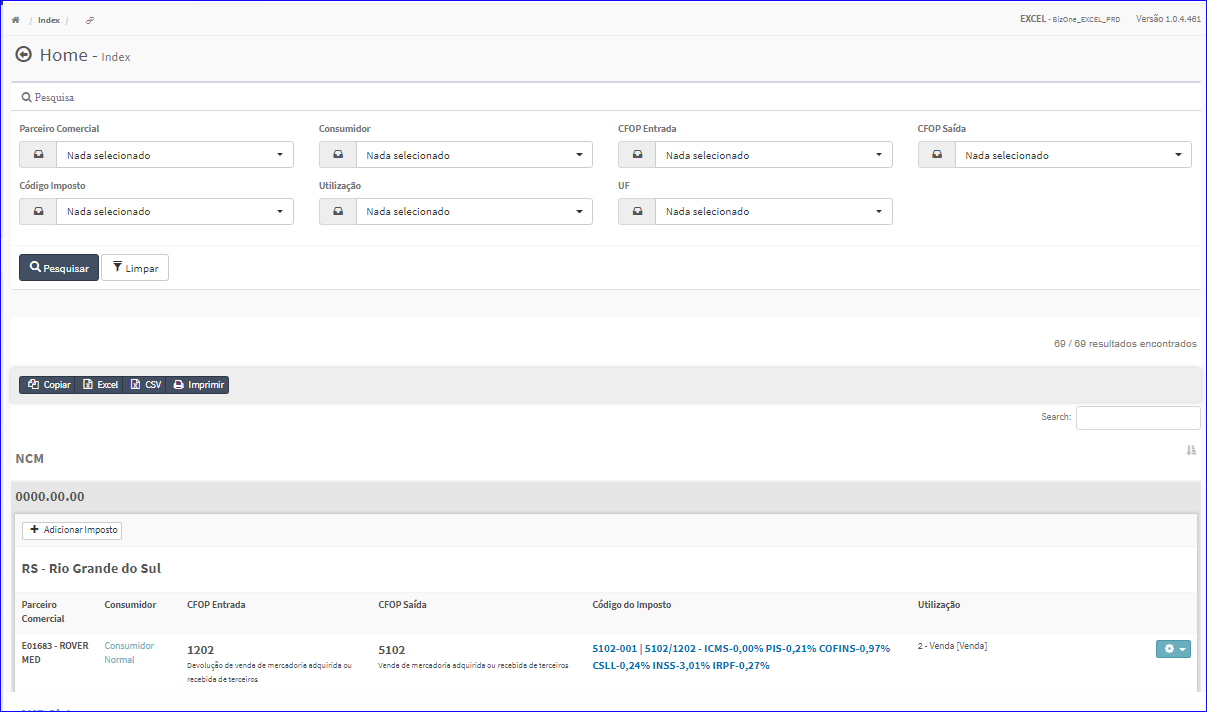 / Index /
EXCEL - BizOne_EXCEL_PRD Versão 1.0.4.461
Home - Index
Pesquisa
Parceiro Comercial Consumidor CFOP Entrada CFOP Saída
Nada selecionado Nada selecionado Nada selecionado Nada selecionado
Código Imposto Utilização UF
Nada selecionado Nada selecionado Nada selecionado
Pesquisar Limpar
69 / 69 resultados encontrados
Copiar Excel CSV Imprimir
Search:
NCM
0000.00.00
Adicionar Imposto
RS - Rio Grande do Sul
Parceiro Comercial Consumidor CFOP Entrada CFOP Saída Código do Imposto Utilização
E01683 - ROVER MED
Consumidor Normal
1202
Devolução de venda de mercadoria adquirida ou
recebida de terceiros
5102
Venda de mercadoria adquirida ou recebida de terceiros
5102-001 | 5102/1202 - ICMS-0,00% PIS-0,21% COFINS-0,97%
CSLL-0,24% INSS-3,01% IRPF-0,27%
2 - Venda [Venda]